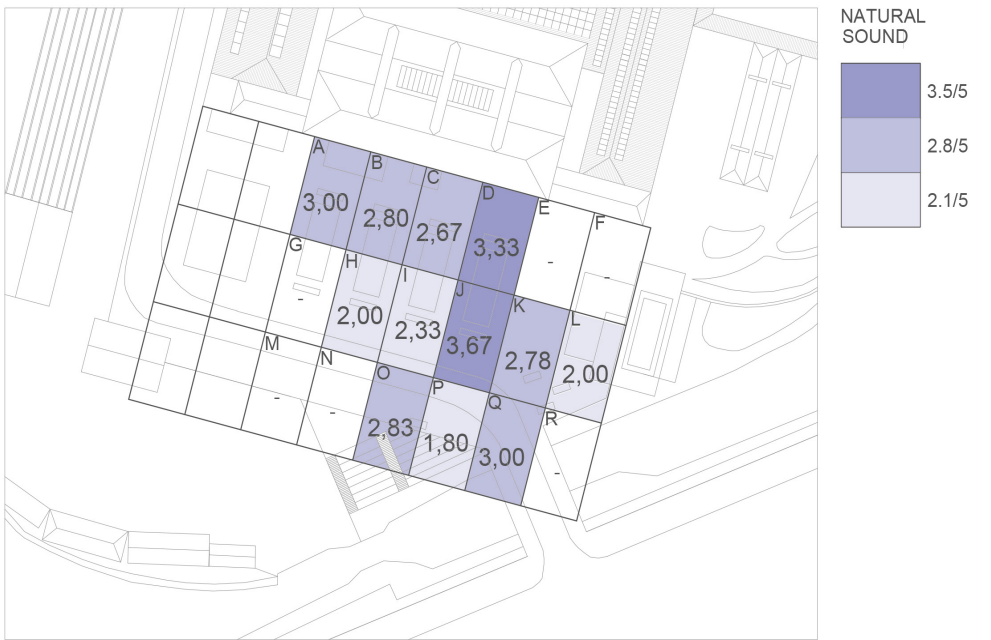 NATURAL
SOUND
3.5/5
2.8/5
2.1/5
A
B
C
D
E
F
3,00
2,80
2,67
3,33
-
-
G
H
I
J
K
L
-
2,00
2,33
3,67
2,78
2,00
M
N
O
P
Q
R
-
-
2,83
1,80
3,00
-